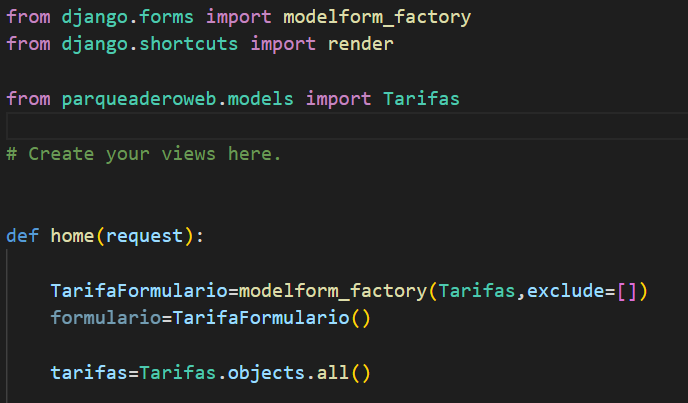 from django.forms import modelform_factory
from django.shortcuts import render
from parqueaderoweb.models import Tarifas
# Create your views here.
def home(request):
TarifaFormulario=modelform_factory(Tarifas,exclude=[])
formulario=TarifaFormulario()
tarifas=Tarifas.objects.all()